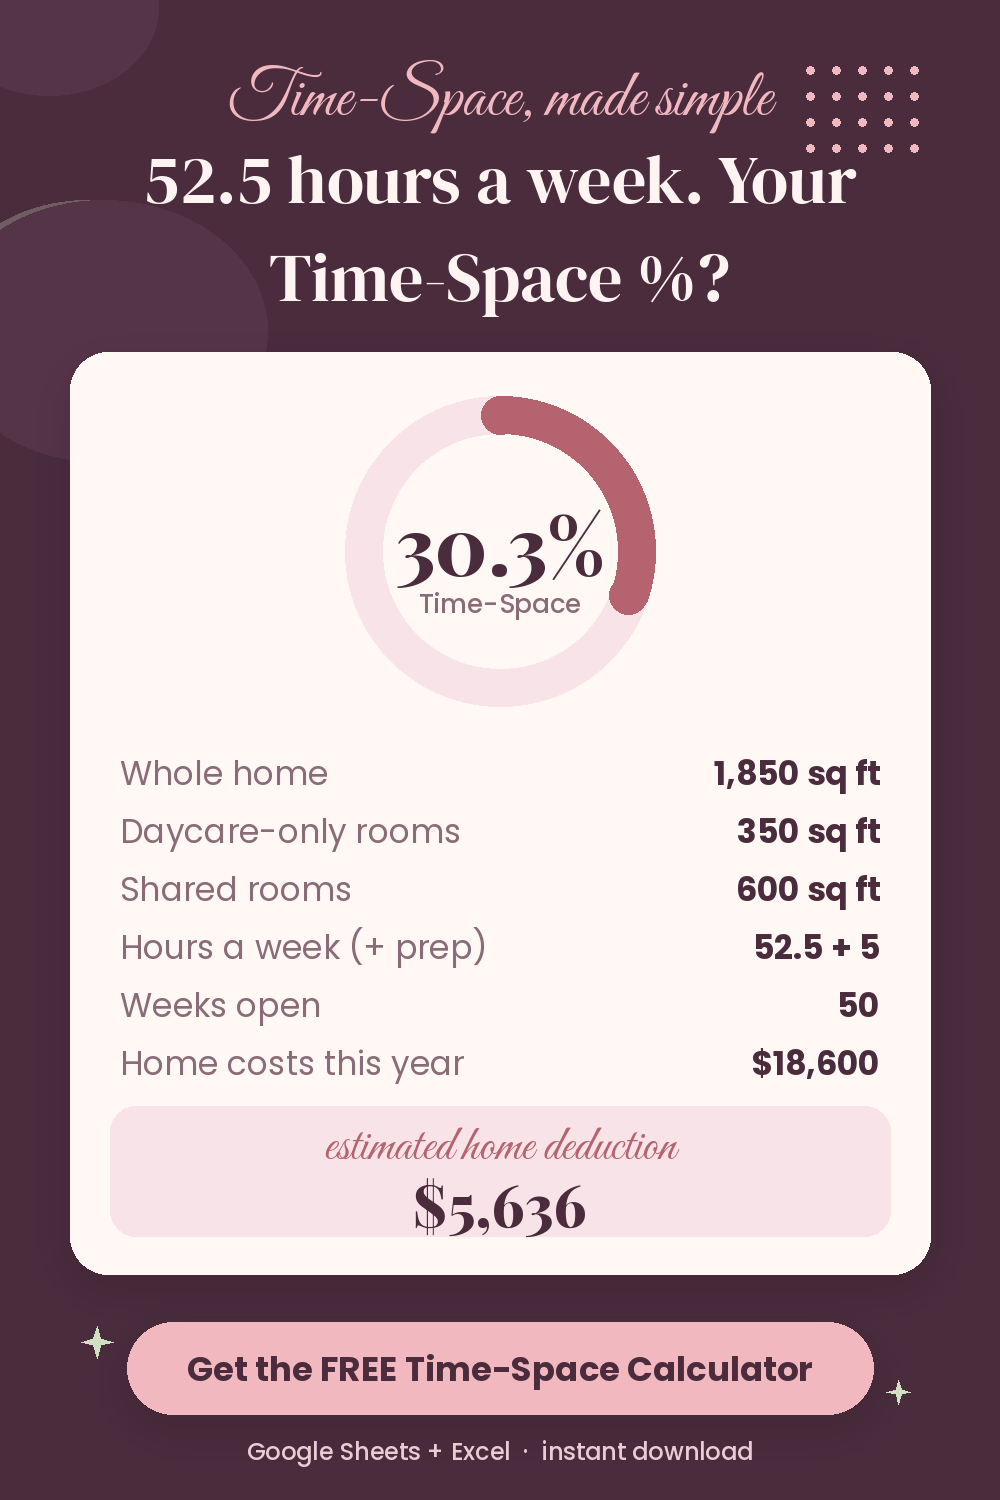 Time-Space, made simple
52.5 hours a week. Your
Time-Space %?
30.3%
Time-Space
Whole home 1,850 sq ft
Daycare-only rooms 350 sq ft
Shared rooms 600 sq ft
Hours a week (+ prep) 52.5 + 5
Weeks open 50
Home costs this year $18,600
estimated home deduction
$5,636
Get the FREE Time-Space Calculator
Google Sheets + Excel · instant download